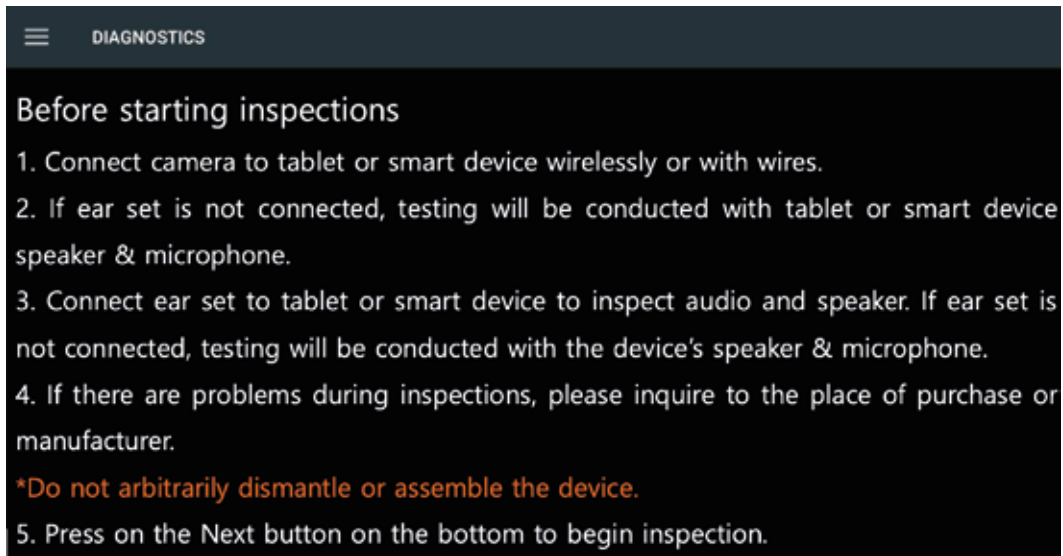 DIAGNOSTICS
Before starting inspections
1. Connect camera to tablet or smart device wirelessly or with wires.
2. If ear set is not connected, testing will be conducted with tablet or smart device
speaker & microphone.
3. Connect ear set to tablet or smart device to inspect audio and speaker. If ear set is
not connected, testing will be conducted with the device's speaker & microphone.
4. If there are problems during inspections, please inquire to the place of purchase or
manufacturer.
*Do not arbitrarily dismantle or assemble the device.
5. Press on the Next button on the bottom to begin inspection.